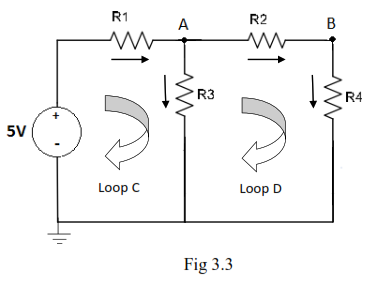 R1
A
R2
B
R3
R4
+
5V
-
Loop C
Loop D
Fig 3.3